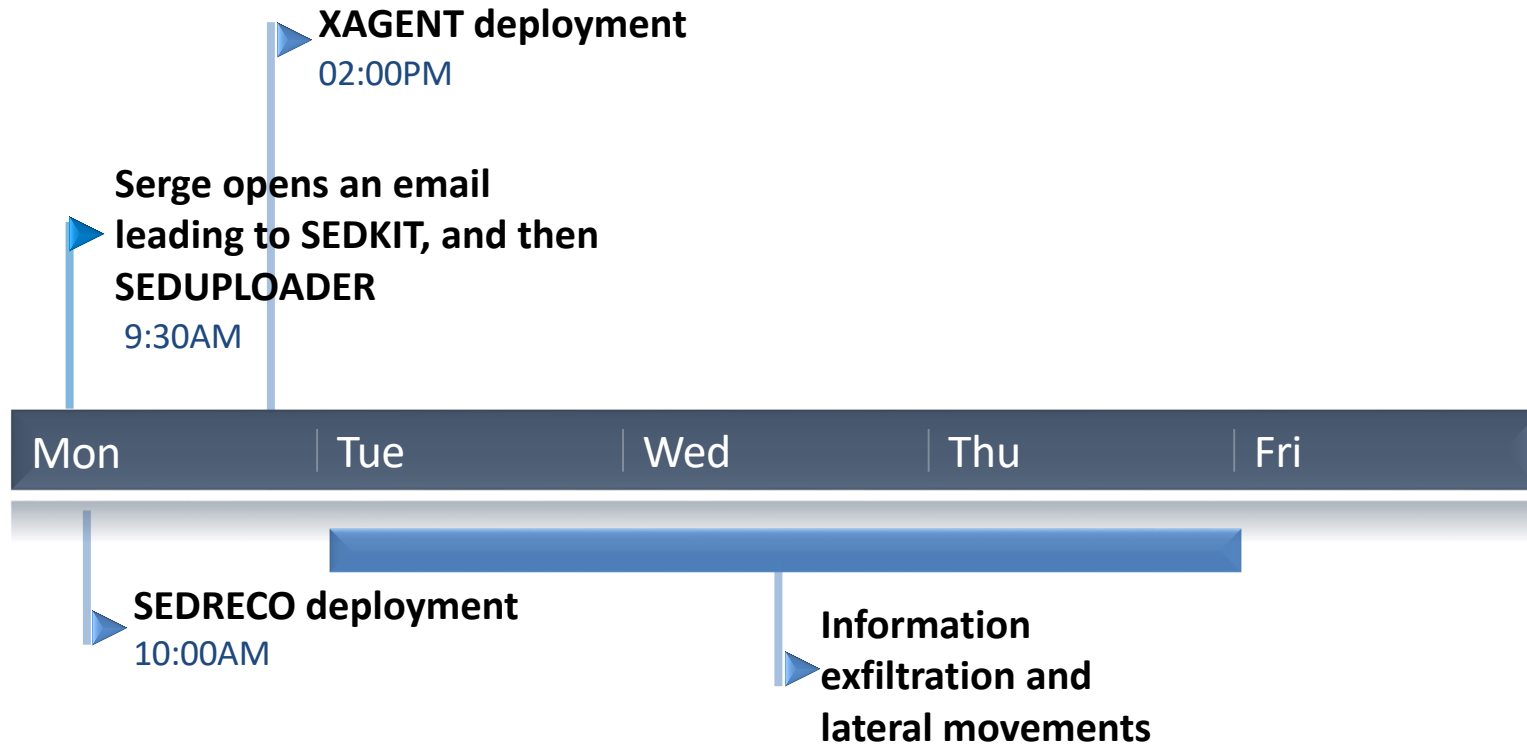 XAGENT deployment
02:00PM
Serge opens an email
leading to SEDKIT, and then
SEDUPLOADER
9:30AM
Mon
Tue
Wed
Thu
Fri
SEDRECO deployment
10:00AM
Information
exfiltration and
lateral movements